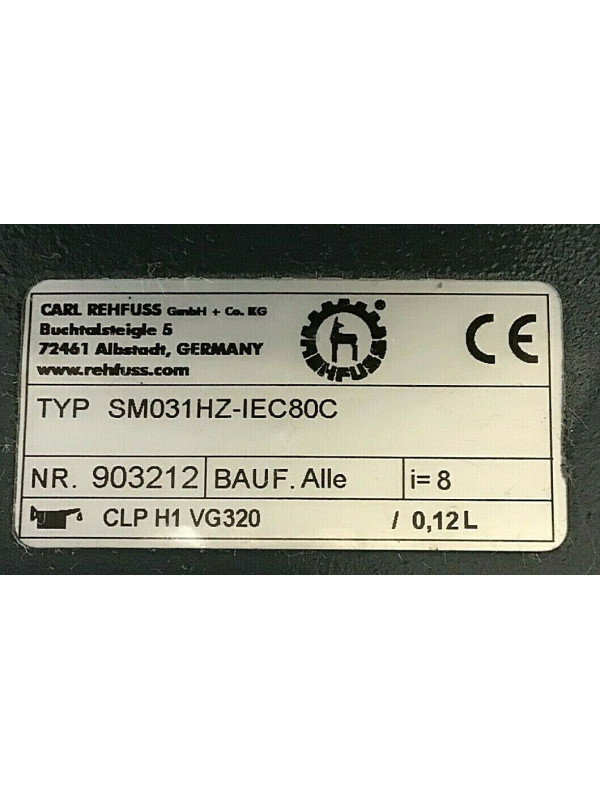 CARL REHFUSS GmbH + Co. KG
Buchtalsteigle 5
72461 Albstadt, GERMANY
www.rehfuss.com
REHFUSS
®
CE
TYP SM031HZ-IEC80C
NR. 903212 BAUF. Alle i= 8
CLP H1 VG320 / 0,12 L